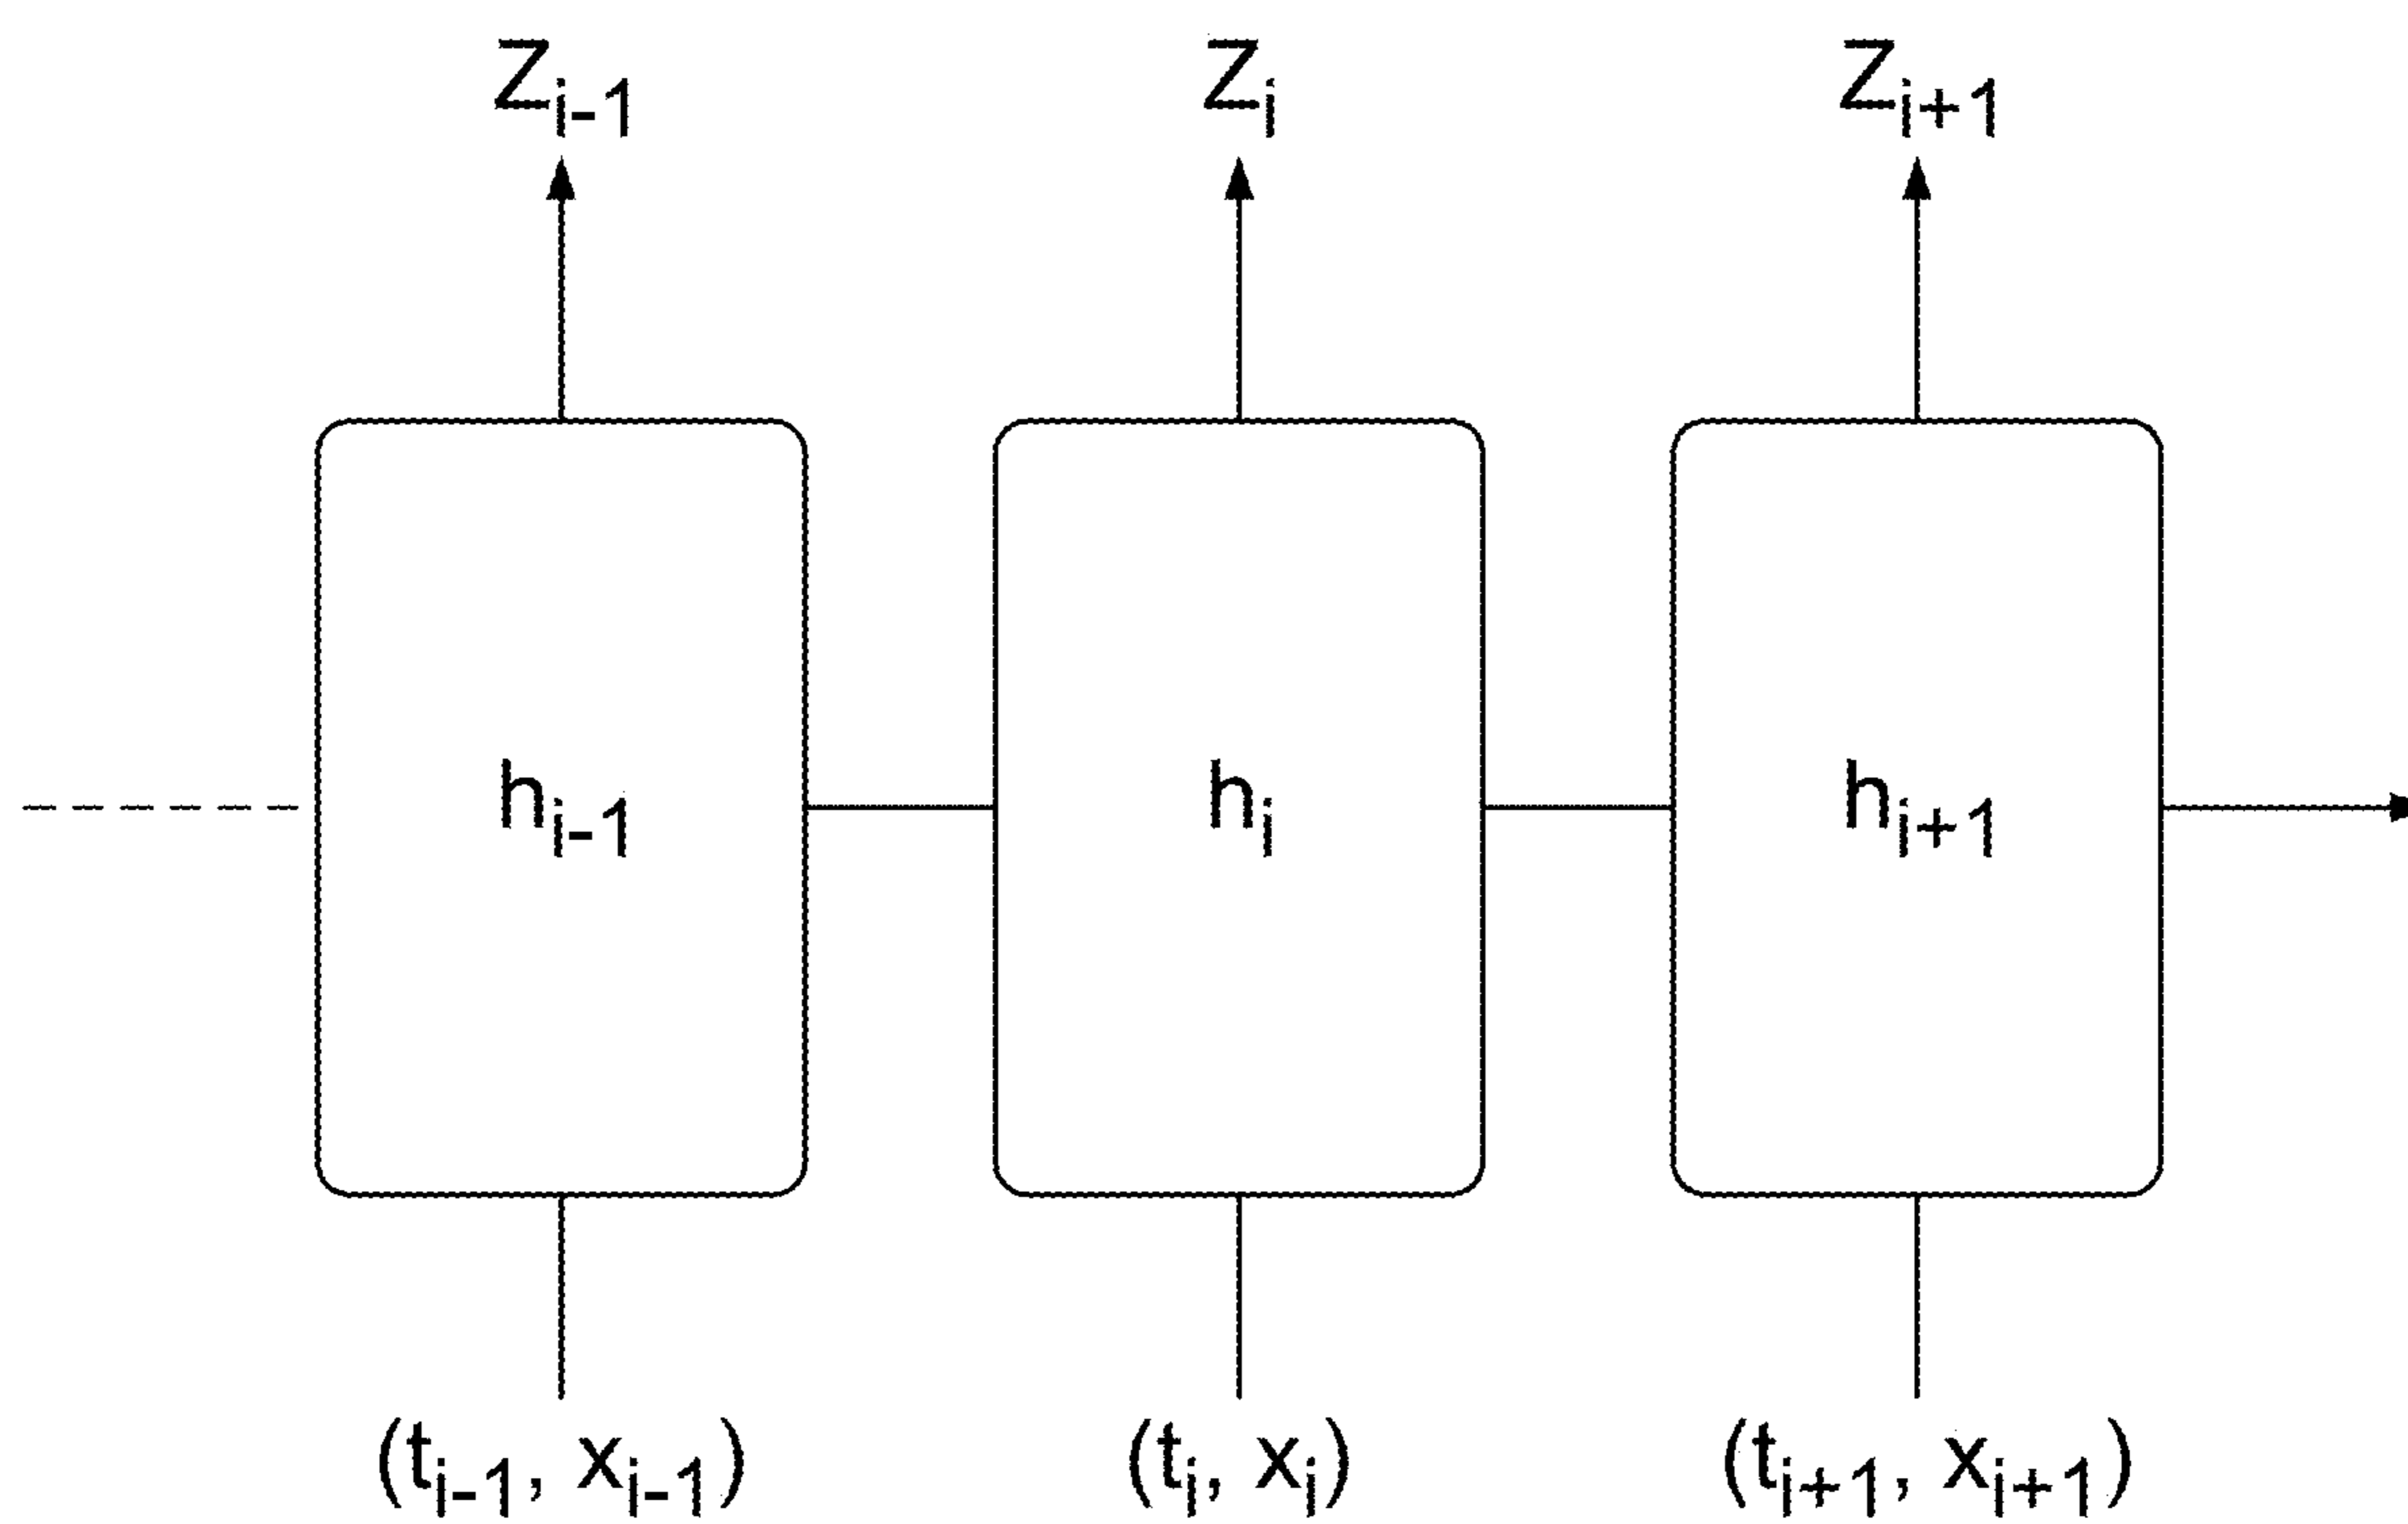 Z_{i-1} Z_i Z_{i+1}
h_{i-1} h_i h_{i+1}
(t_{i-1}, x_{i-1}) (t_i, x_i) (t_{i+1}, x_{i+1})